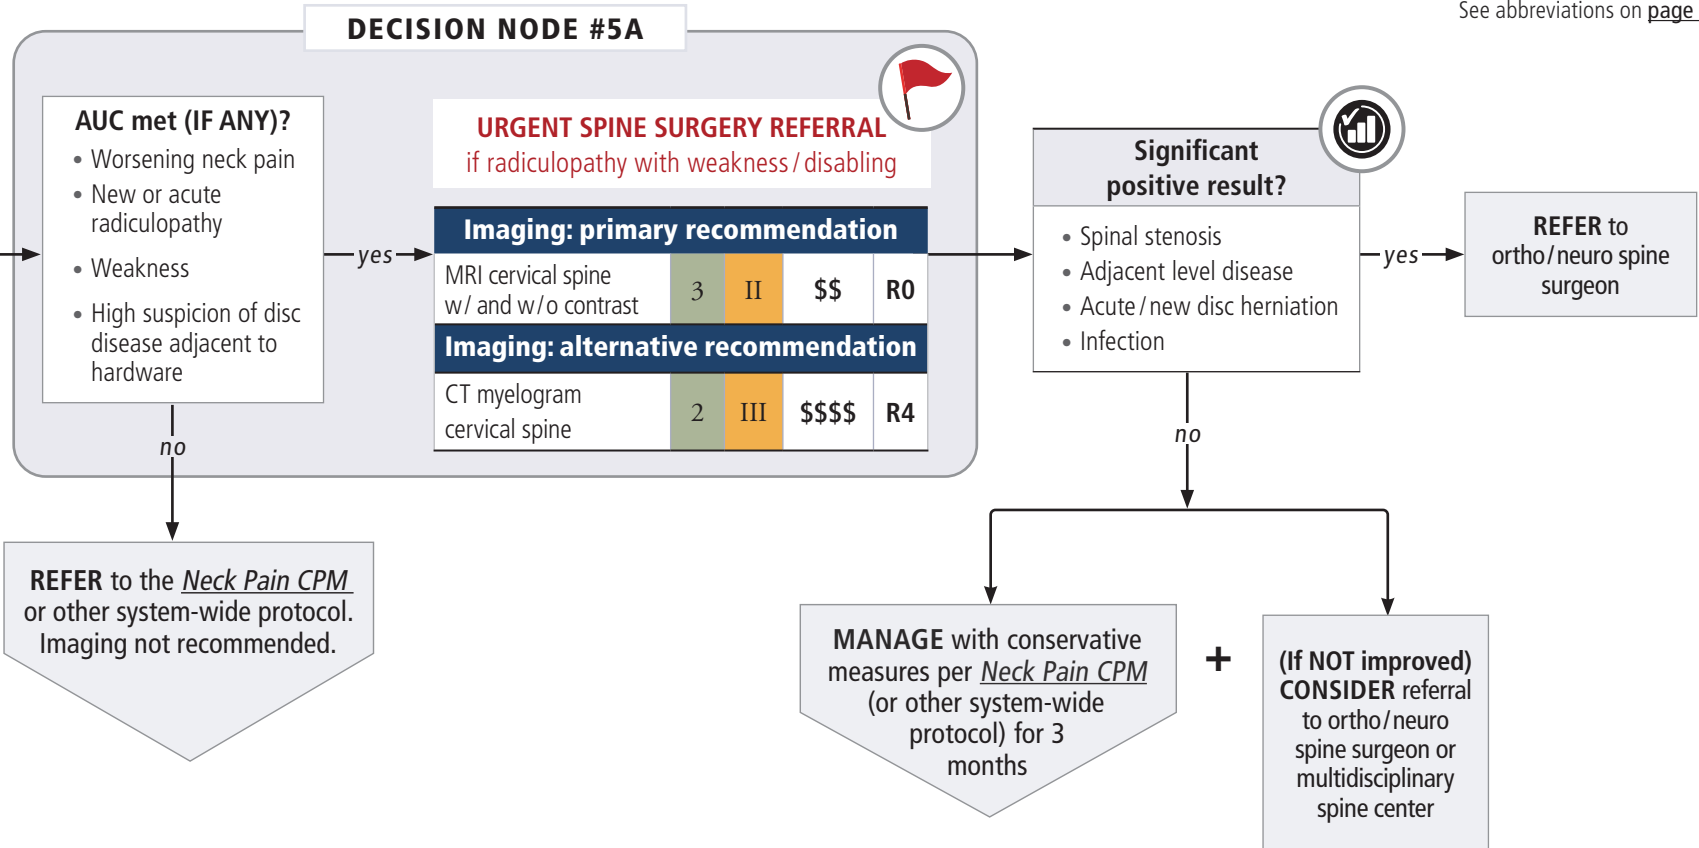 See abbreviations on page
DECISION NODE #5A
AUC met (IF ANY)?
• Worsening neck pain
• New or acute
radiculopathy
• Weakness
• High suspicion of disc
disease adjacent to
hardware
yes
no
URGENT SPINE SURGERY REFERRAL
if radiculopathy with weakness/disabling
Imaging: primary recommendation
MRI cervical spine
w/ and w/o contrast
3 II $$ R0
Imaging: alternative recommendation
CT myelogram
cervical spine
2 III $$$$ R4
Significant
positive result?
• Spinal stenosis
• Adjacent level disease
• Acute/new disc herniation
• Infection
yes
REFER to
ortho/neuro spine
surgeon
no
REFER to the Neck Pain CPM
or other system-wide protocol.
Imaging not recommended.
MANAGE with conservative
measures per Neck Pain CPM
(or other system-wide
protocol) for 3
months
+
(If NOT improved)
CONSIDER referral
to ortho/neuro
spine surgeon or
multidisciplinary
spine center